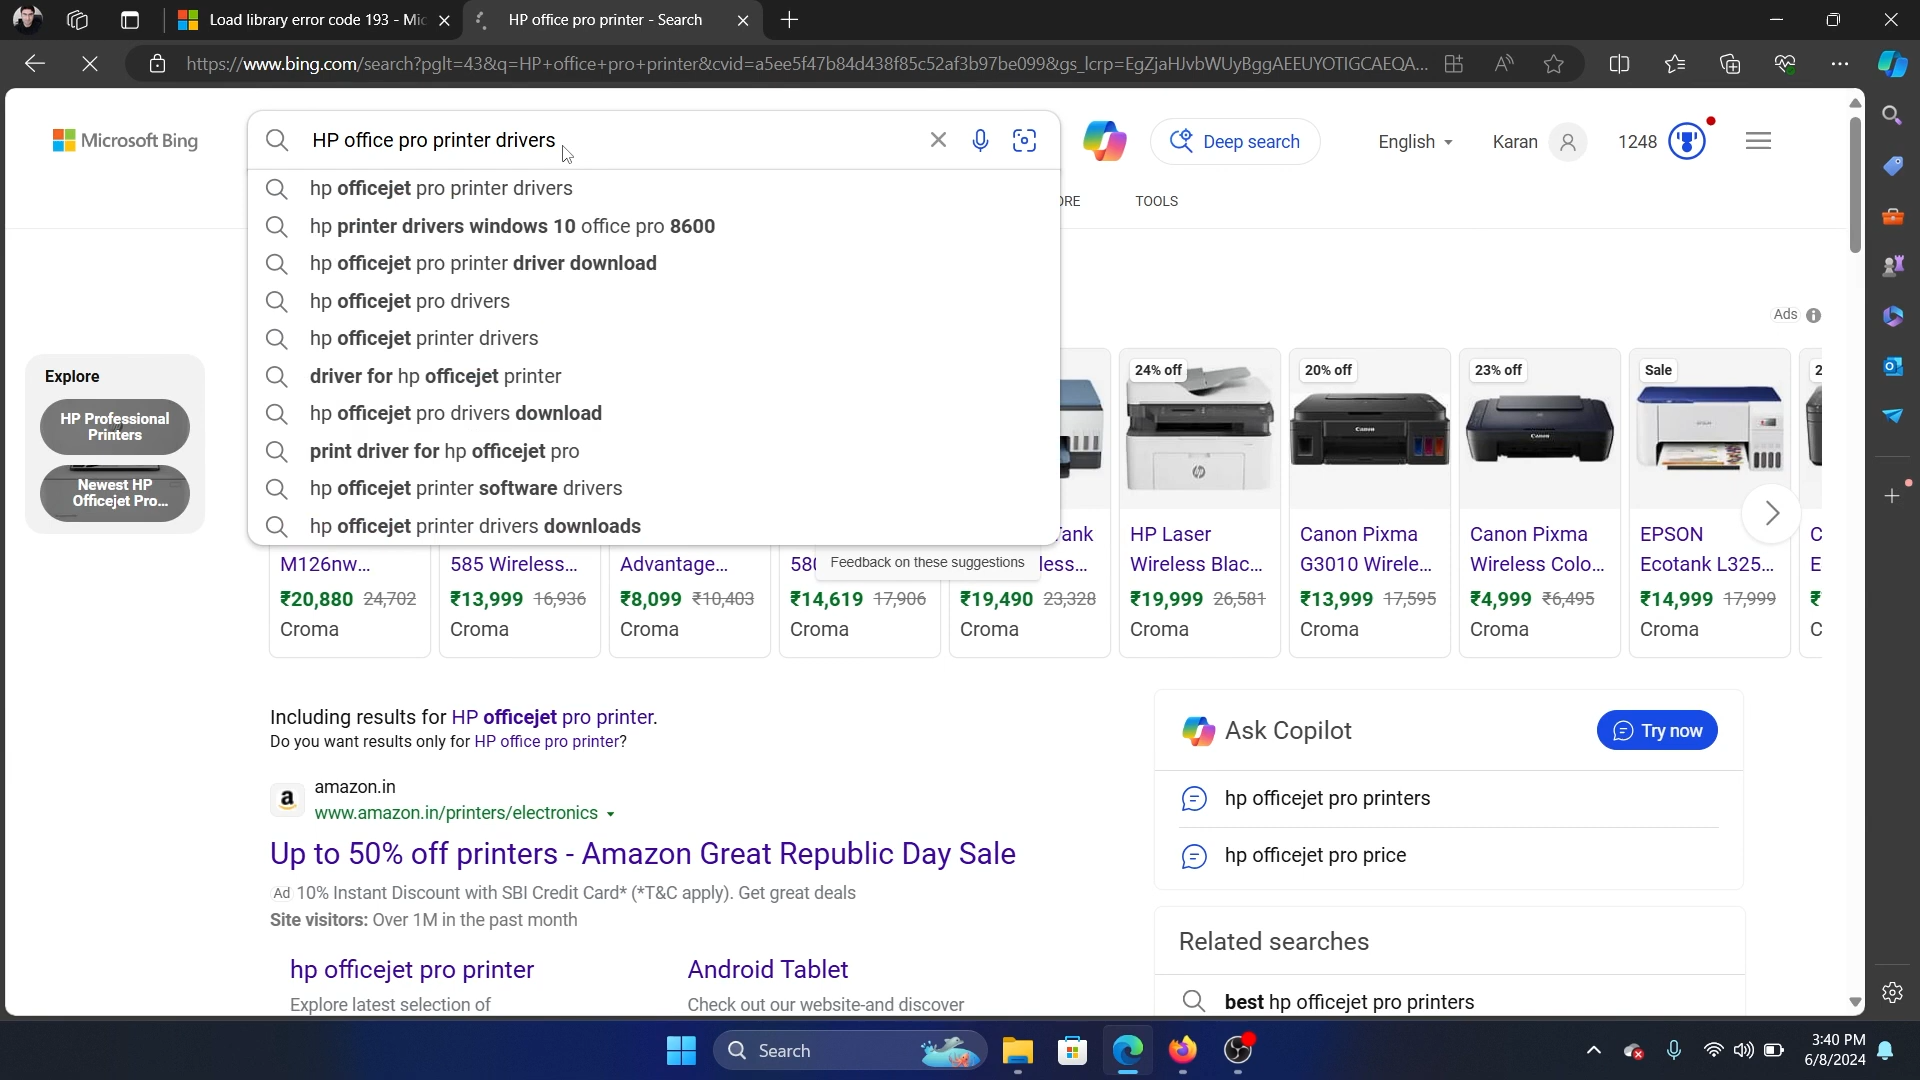 Load library error code 193 - Mic
HP office pro printer - Search
https://www.bing.com/search?pglt=43&q=HP+office+pro+printer&cvid=a5ee5f47b84d438f85c52af3b97be099&gs_lcrp=EgZjaHJvbWUyBggAEEUYOTIGCAEQA...
Microsoft Bing
HP office pro printer drivers
Deep search
English
Karan
1248
hp officejet pro printer drivers
ORE
TOOLS
hp printer drivers windows 10 office pro 8600
hp officejet pro printer driver download
hp officejet pro drivers
Ads
hp officejet printer drivers
driver for hp officejet printer
hp officejet pro drivers download
print driver for hp officejet pro
hp officejet printer software drivers
hp officejet printer drivers downloads
Feedback on these suggestions
Explore
HP Professional
Printers
Newest HP
Officejet Pro...
24% off
20% off
23% off
Sale
2
M126nw...
₹20,880 24,702
Croma
585 Wireless...
₹13,999 16,936
Croma
Advantage...
₹8,099 ₹10,403
Croma
580
₹14,619 17,906
Croma
Tank
less...
₹19,490 23,328
Croma
HP Laser
Wireless Blac...
₹19,999 26,581
Croma
Canon Pixma
G3010 Wirele...
₹13,999 17,595
Croma
Canon Pixma
Wireless Colo...
₹4,999 ₹6,495
Croma
EPSON
Ecotank L325...
₹14,999 17,999
Croma
C
E
₹
C
Including results for HP officejet pro printer.
Do you want results only for HP office pro printer?
amazon.in
www.amazon.in/printers/electronics
Up to 50% off printers - Amazon Great Republic Day Sale
Ad 10% Instant Discount with SBI Credit Card* (*T&C apply). Get great deals
Site visitors: Over 1M in the past month
hp officejet pro printer
Explore latest selection of
Android Tablet
Check out our website-and discover
Ask Copilot
Try now
hp officejet pro printers
hp officejet pro price
Related searches
best hp officejet pro printers
Search
3:40 PM
6/8/2024